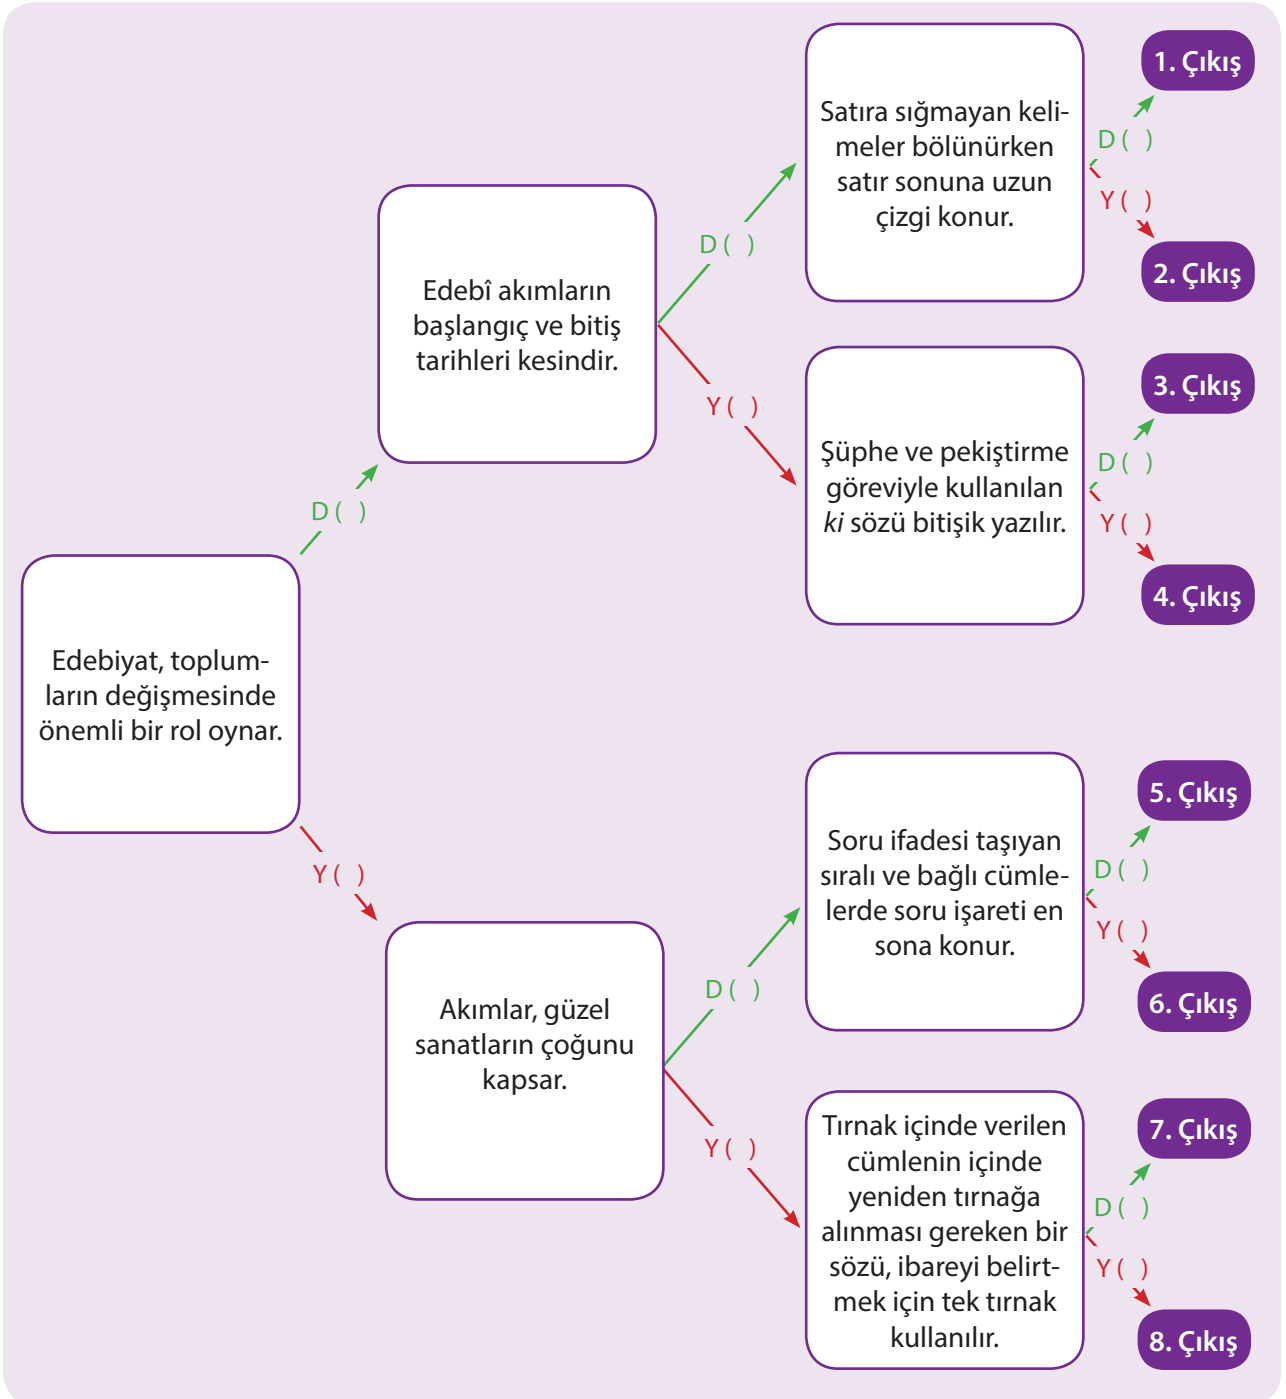 Edebiyat, toplum-
ların değişmesinde
önemli bir rol oynar.
D ( )
Y ( )
Edebî akımların
başlangıç ve bitiş
tarihleri kesindir.
D ( )
Y ( )
Akımlar, güzel
sanatların çoğunu
kapsar.
D ( )
Y ( )
Satıra sığmayan keli-
meler bölünürken
satır sonuna uzun
çizgi konur.
D ( )
Y ( )
1. Çıkış
2. Çıkış
Şüphe ve pekiştirme
göreviyle kullanılan
ki sözü bitişik yazılır.
D ( )
Y ( )
3. Çıkış
4. Çıkış
Soru ifadesi taşıyan
sıralı ve bağlı cümle-
lerde soru işareti en
sona konur.
D ( )
Y ( )
5. Çıkış
6. Çıkış
Tırnak içinde verilen
cümlenin içinde
yeniden tırnağa
alınması gereken bir
sözü, ibareyi belirt-
mek için tek tırnak
kullanılır.
D ( )
Y ( )
7. Çıkış
8. Çıkış